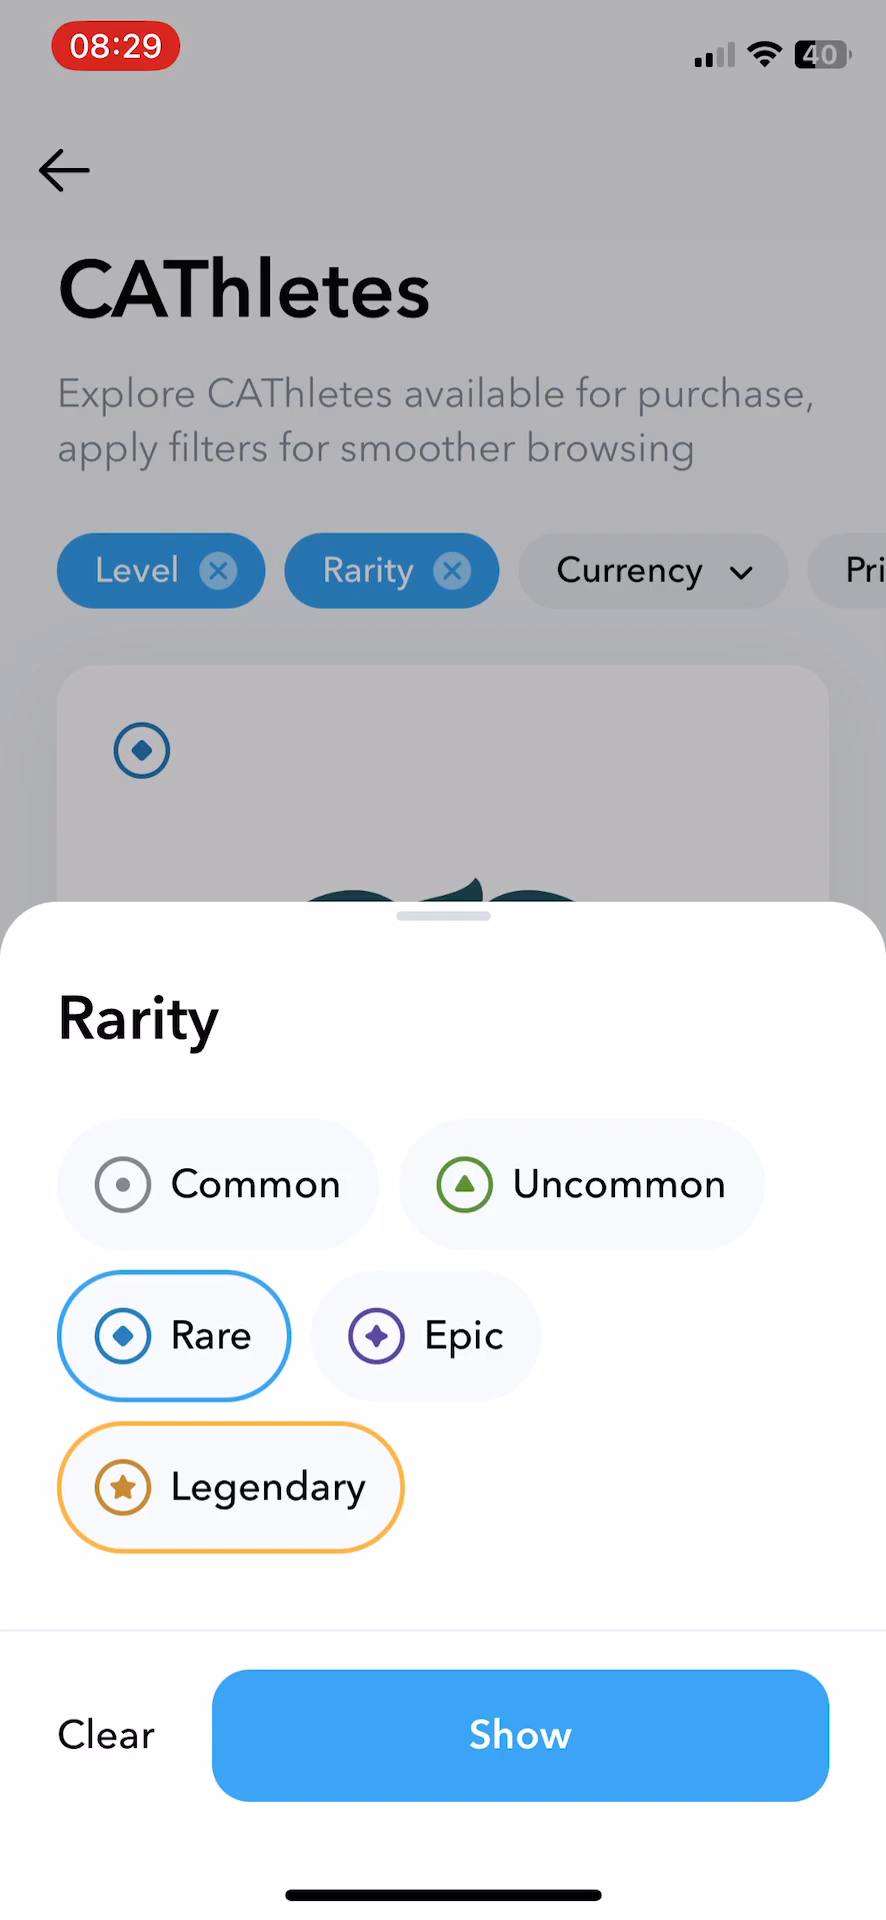 08:29
40
CAThletes
Explore CAThletes available for purchase,
apply filters for smoother browsing
Level
Rarity
Currency
Pri
Rarity
Common
Uncommon
Rare
Epic
Legendary
Clear
Show